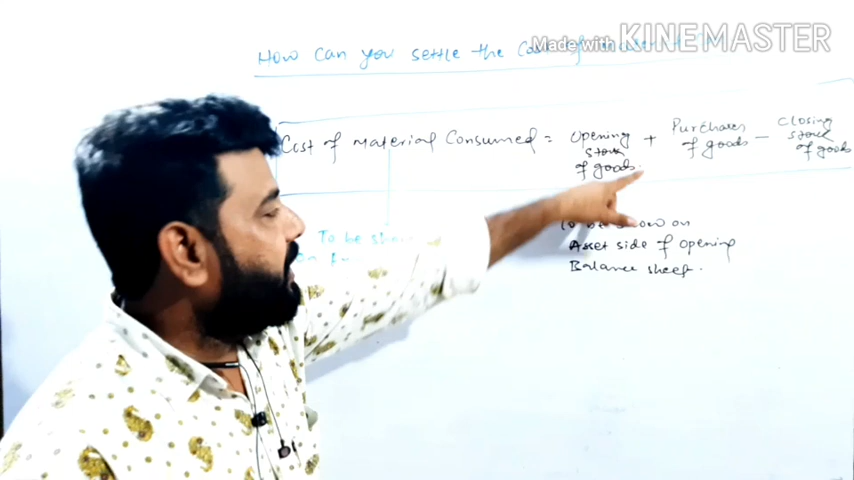 Made with KINEMASTER
How can you settle the
Cost of Material Consumed = Opening + Purchases - Closing
stock of goods stock
of goods of goods
To be
Asset side of opening
Balance sheet.